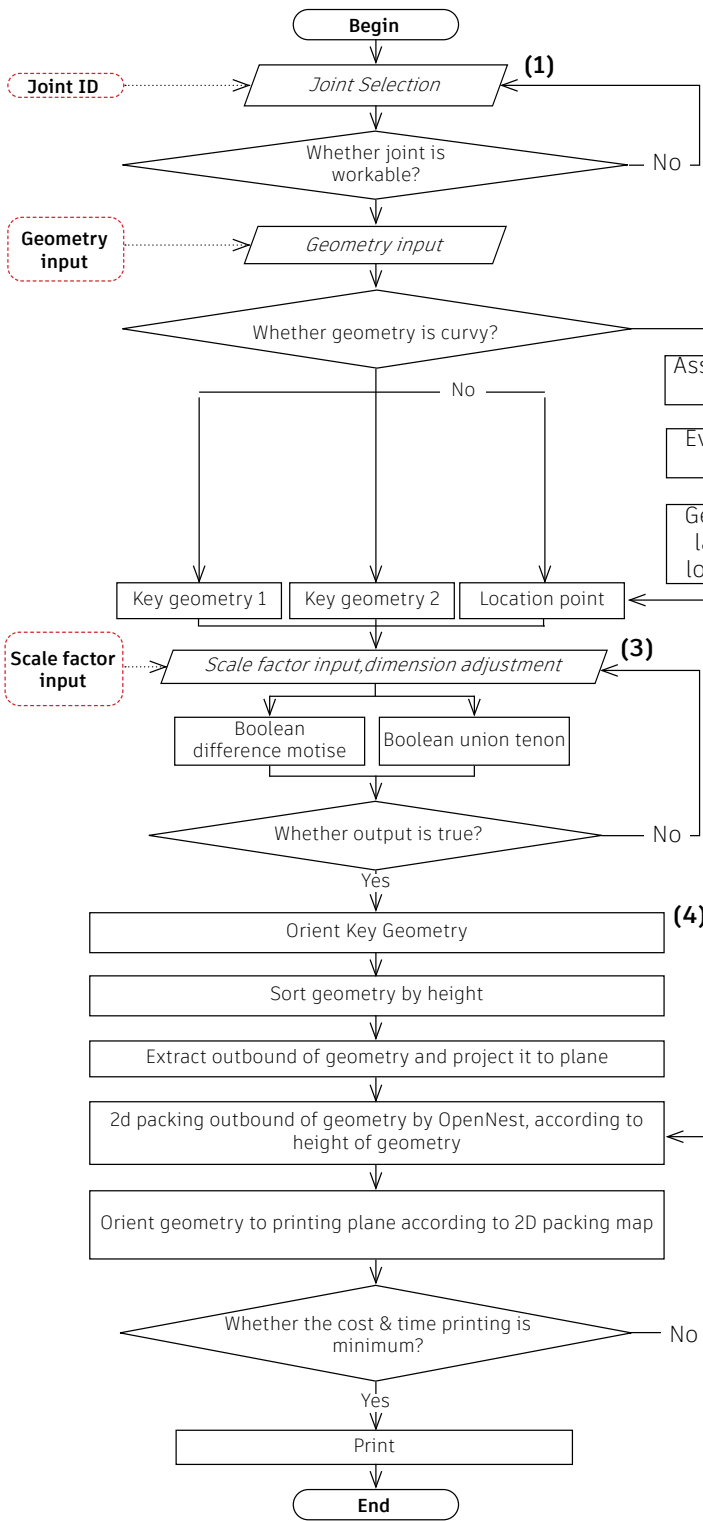 Begin
Joint ID
Joint Selection
(1)
Whether joint is
workable?
No
Geometry
input
Geometry input
Whether geometry is curvy?
No
Key geometry 1
Key geometry 2
Location point
Scale factor
input
Scale factor input,dimension adjustment
(3)
Boolean
difference motise
Boolean union tenon
Whether output is true?
No
Yes
Orient Key Geometry
(4)
Sort geometry by height
Extract outbound of geometry and project it to plane
2d packing outbound of geometry by OpenNest, according to
height of geometry
Orient geometry to printing plane according to 2D packing map
Whether the cost & time printing is
minimum?
No
Yes
Print
End